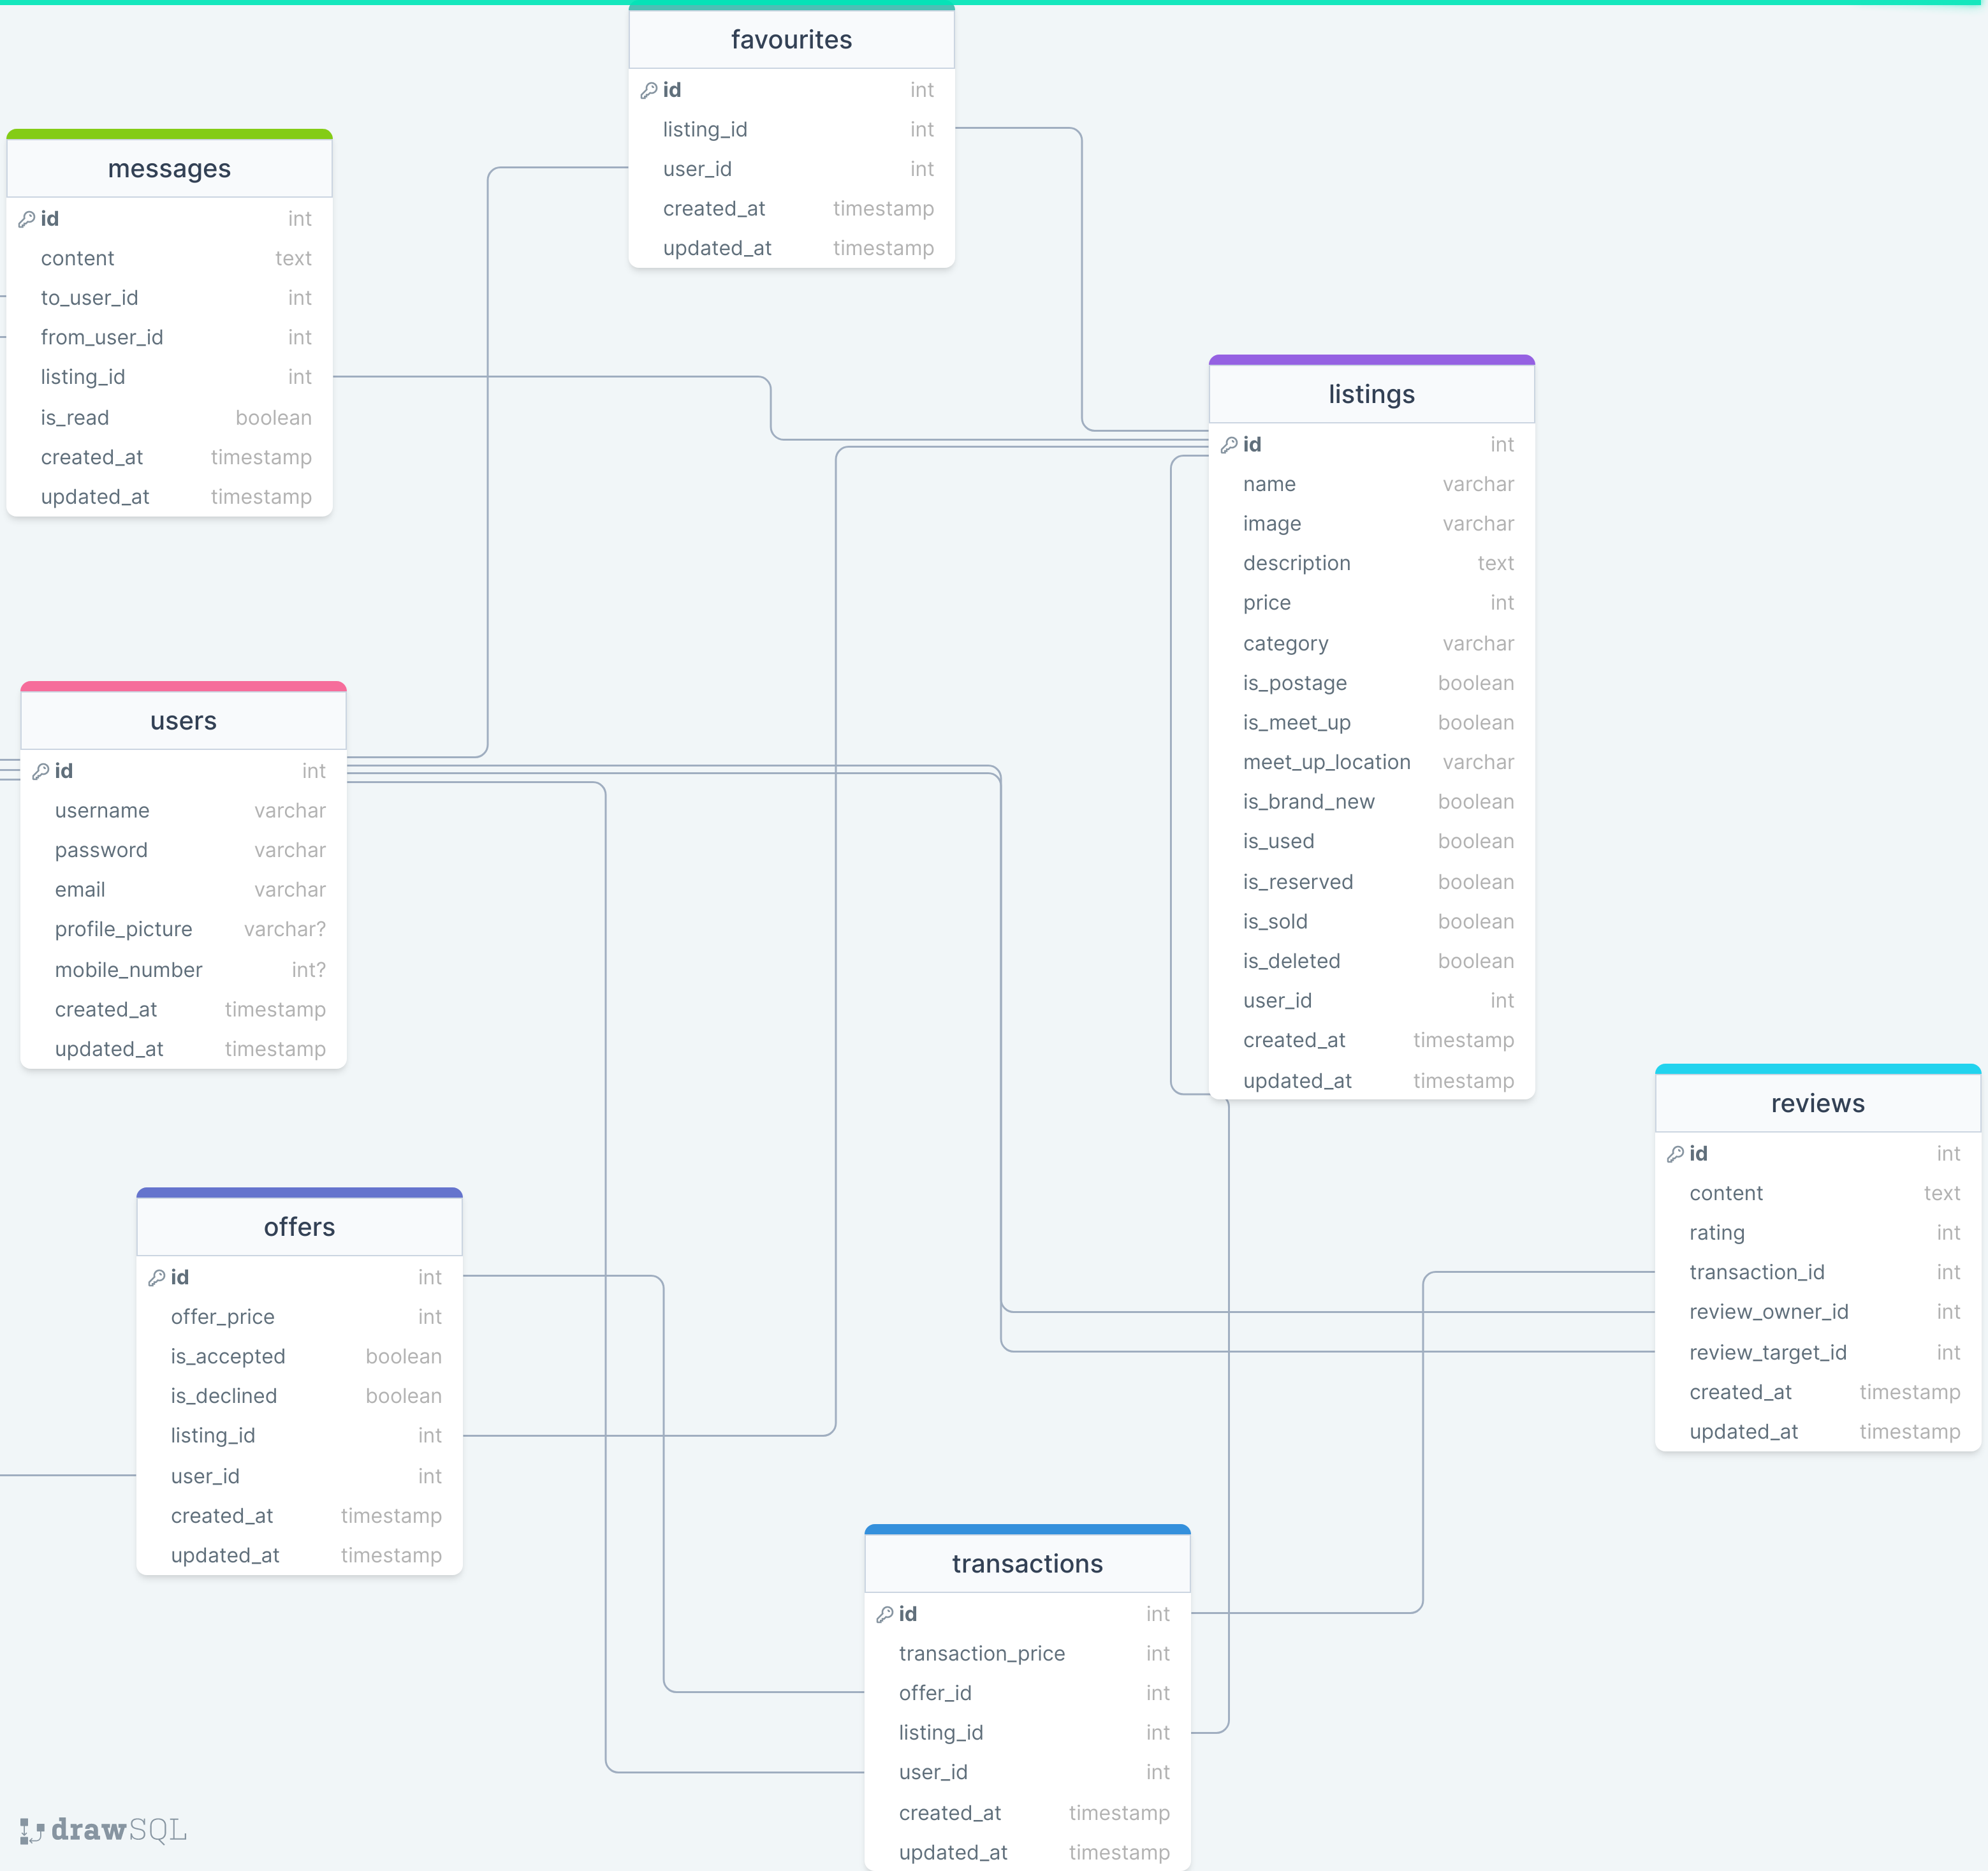 favourites
id int
listing_id int
user_id int
created_at timestamp
updated_at timestamp
messages
id int
content text
to_user_id int
from_user_id int
listing_id int
is_read boolean
created_at timestamp
updated_at timestamp
listings
id int
name varchar
image varchar
description text
price int
category varchar
is_postage boolean
is_meet_up boolean
meet_up_location varchar
is_brand_new boolean
is_used boolean
is_reserved boolean
is_sold boolean
is_deleted boolean
user_id int
created_at timestamp
updated_at timestamp
users
id int
username varchar
password varchar
email varchar
profile_picture varchar?
mobile_number int?
created_at timestamp
updated_at timestamp
reviews
id int
content text
rating int
transaction_id int
review_owner_id int
review_target_id int
created_at timestamp
updated_at timestamp
offers
id int
offer_price int
is_accepted boolean
is_declined boolean
listing_id int
user_id int
created_at timestamp
updated_at timestamp
transactions
id int
transaction_price int
offer_id int
listing_id int
user_id int
created_at timestamp
updated_at timestamp
drawSQL